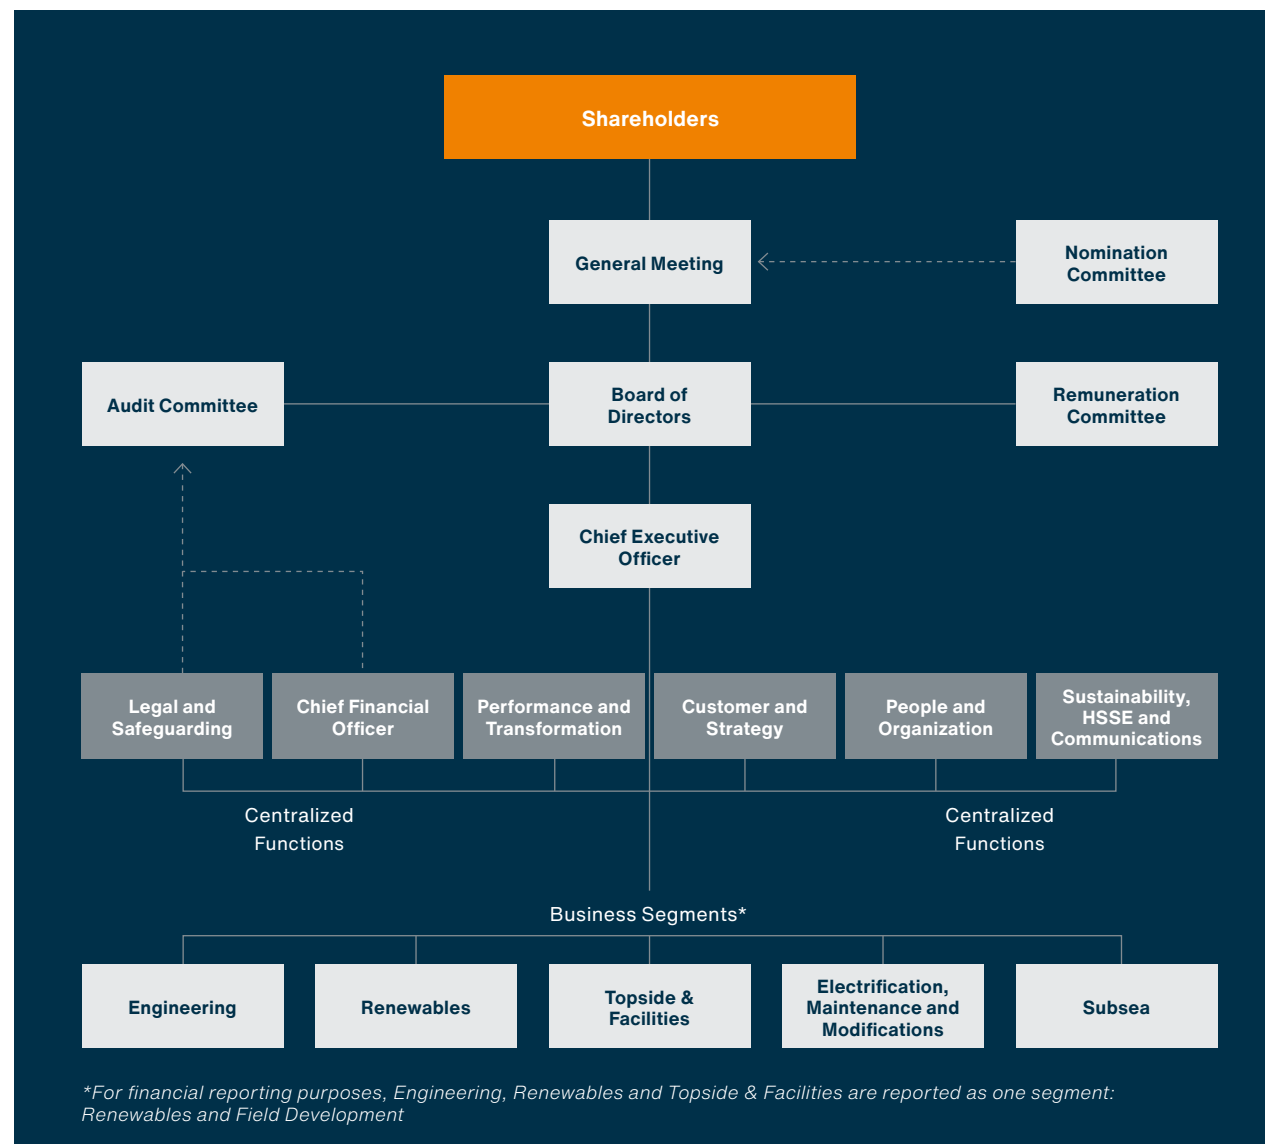 Shareholders
General Meeting
Nomination
Committee
Audit Committee
Board of
Directors
Remuneration
Committee
Chief Executive
Officer
Legal and
Safeguarding
Chief Financial
Officer
Performance and
Transformation
Customer and
Strategy
People and
Organization
Sustainability,
HSSE and
Communications
Centralized
Functions
Centralized
Functions
Business Segments*
Engineering
Renewables
Topside &
Facilities
Electrification,
Maintenance and
Modifications
Subsea
*For financial reporting purposes, Engineering, Renewables and Topside & Facilities are reported as one segment:
Renewables and Field Development